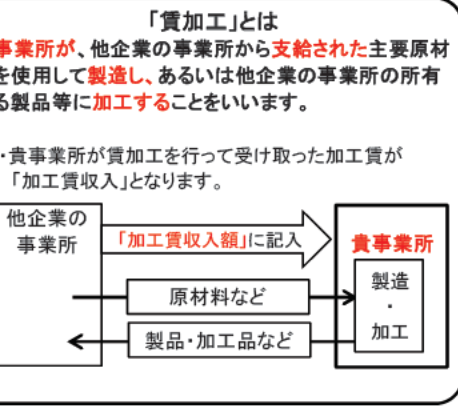 「賃加工」とは
事業所が、他企業の事業所から支給された主要原材
を使用して製造し、あるいは他企業の事業所の所有
る製品等に加工することをいいます。
・貴事業所が賃加工を行って受け取った加工賃が
「加工賃収入」となります。
他企業の
事業所
「加工賃収入額」に記入
貴事業所
製造
・
加工
原材料など
製品・加工品など